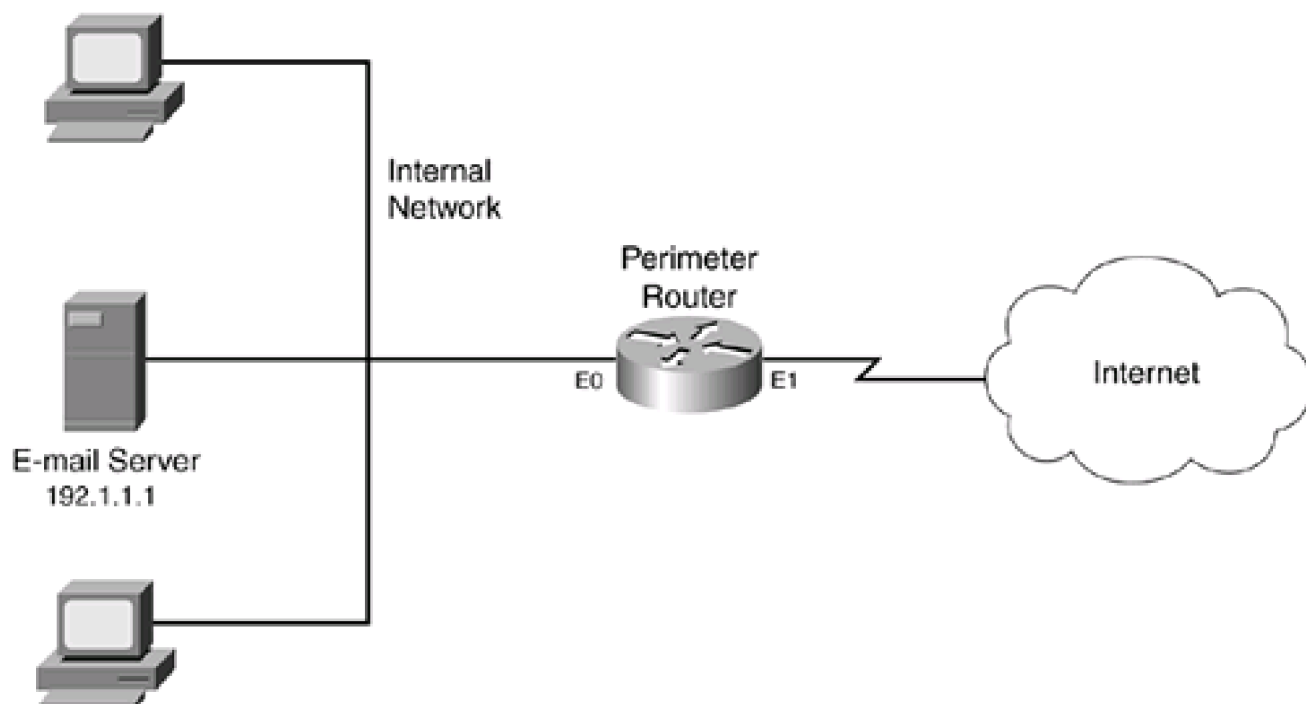 Internal
Network
Perimeter
Router
E0
E1
Internet
E-mail Server
192.1.1.1